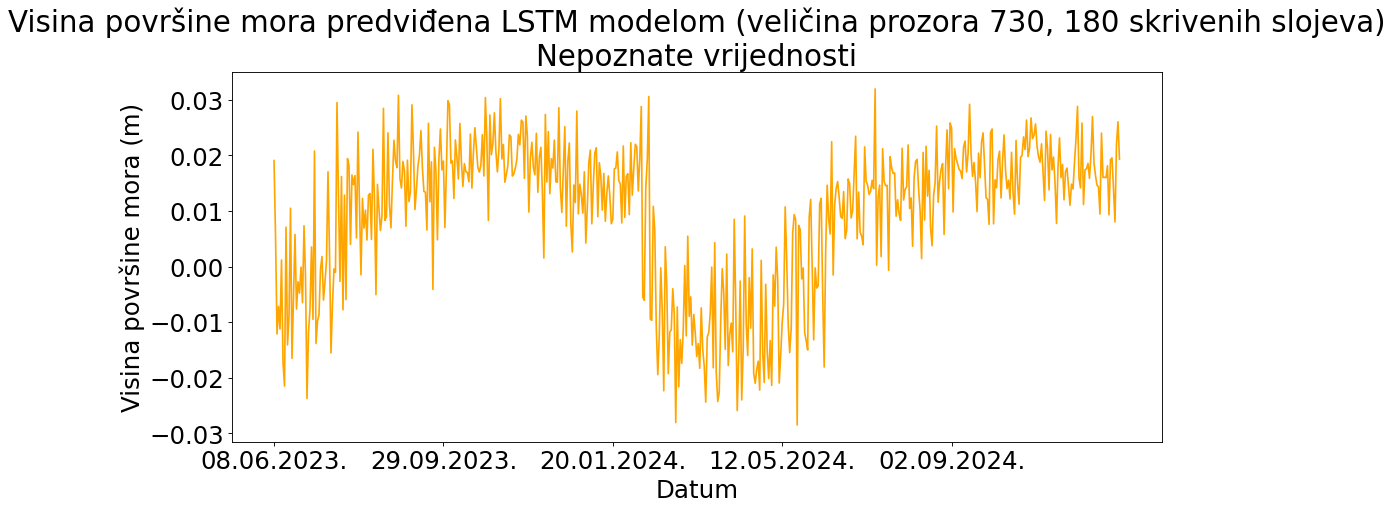 Visina površine mora predviđena LSTM modelom (veličina prozora 730, 180 skrivenih slojeva)
Nepoznate vrijednosti
Visina površine mora (m)
0.03
0.02
0.01
0.00
−0.01
−0.02
−0.03
08.06.2023. 29.09.2023. 20.01.2024. 12.05.2024. 02.09.2024.
Datum